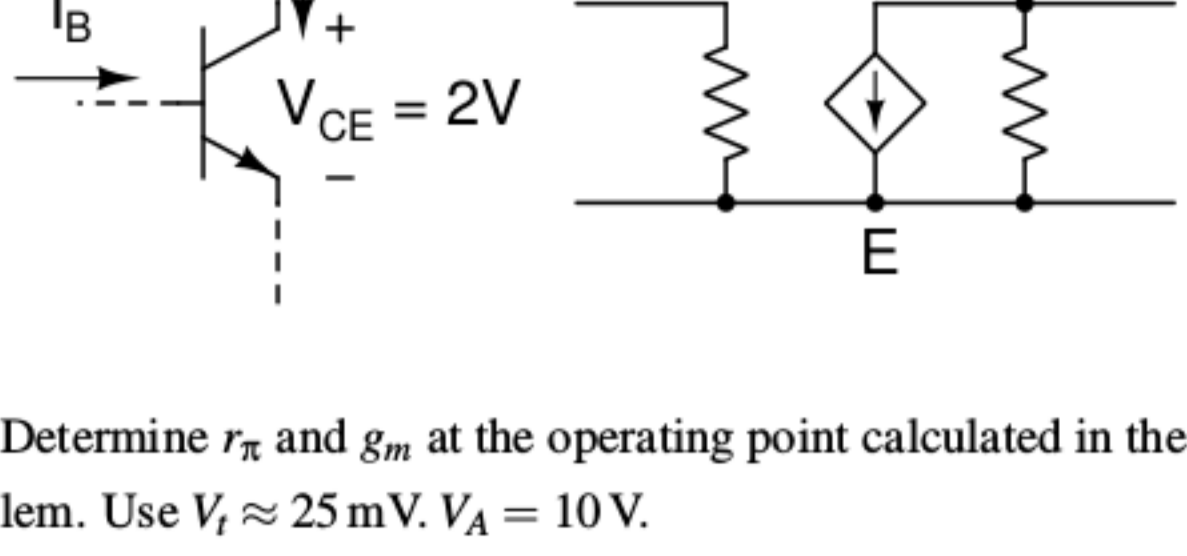 I_B
+
V_CE = 2V
−
E
Determine r_π and g_m at the operating point calculated in the
lem. Use V_t ≈ 25 mV. V_A = 10 V.